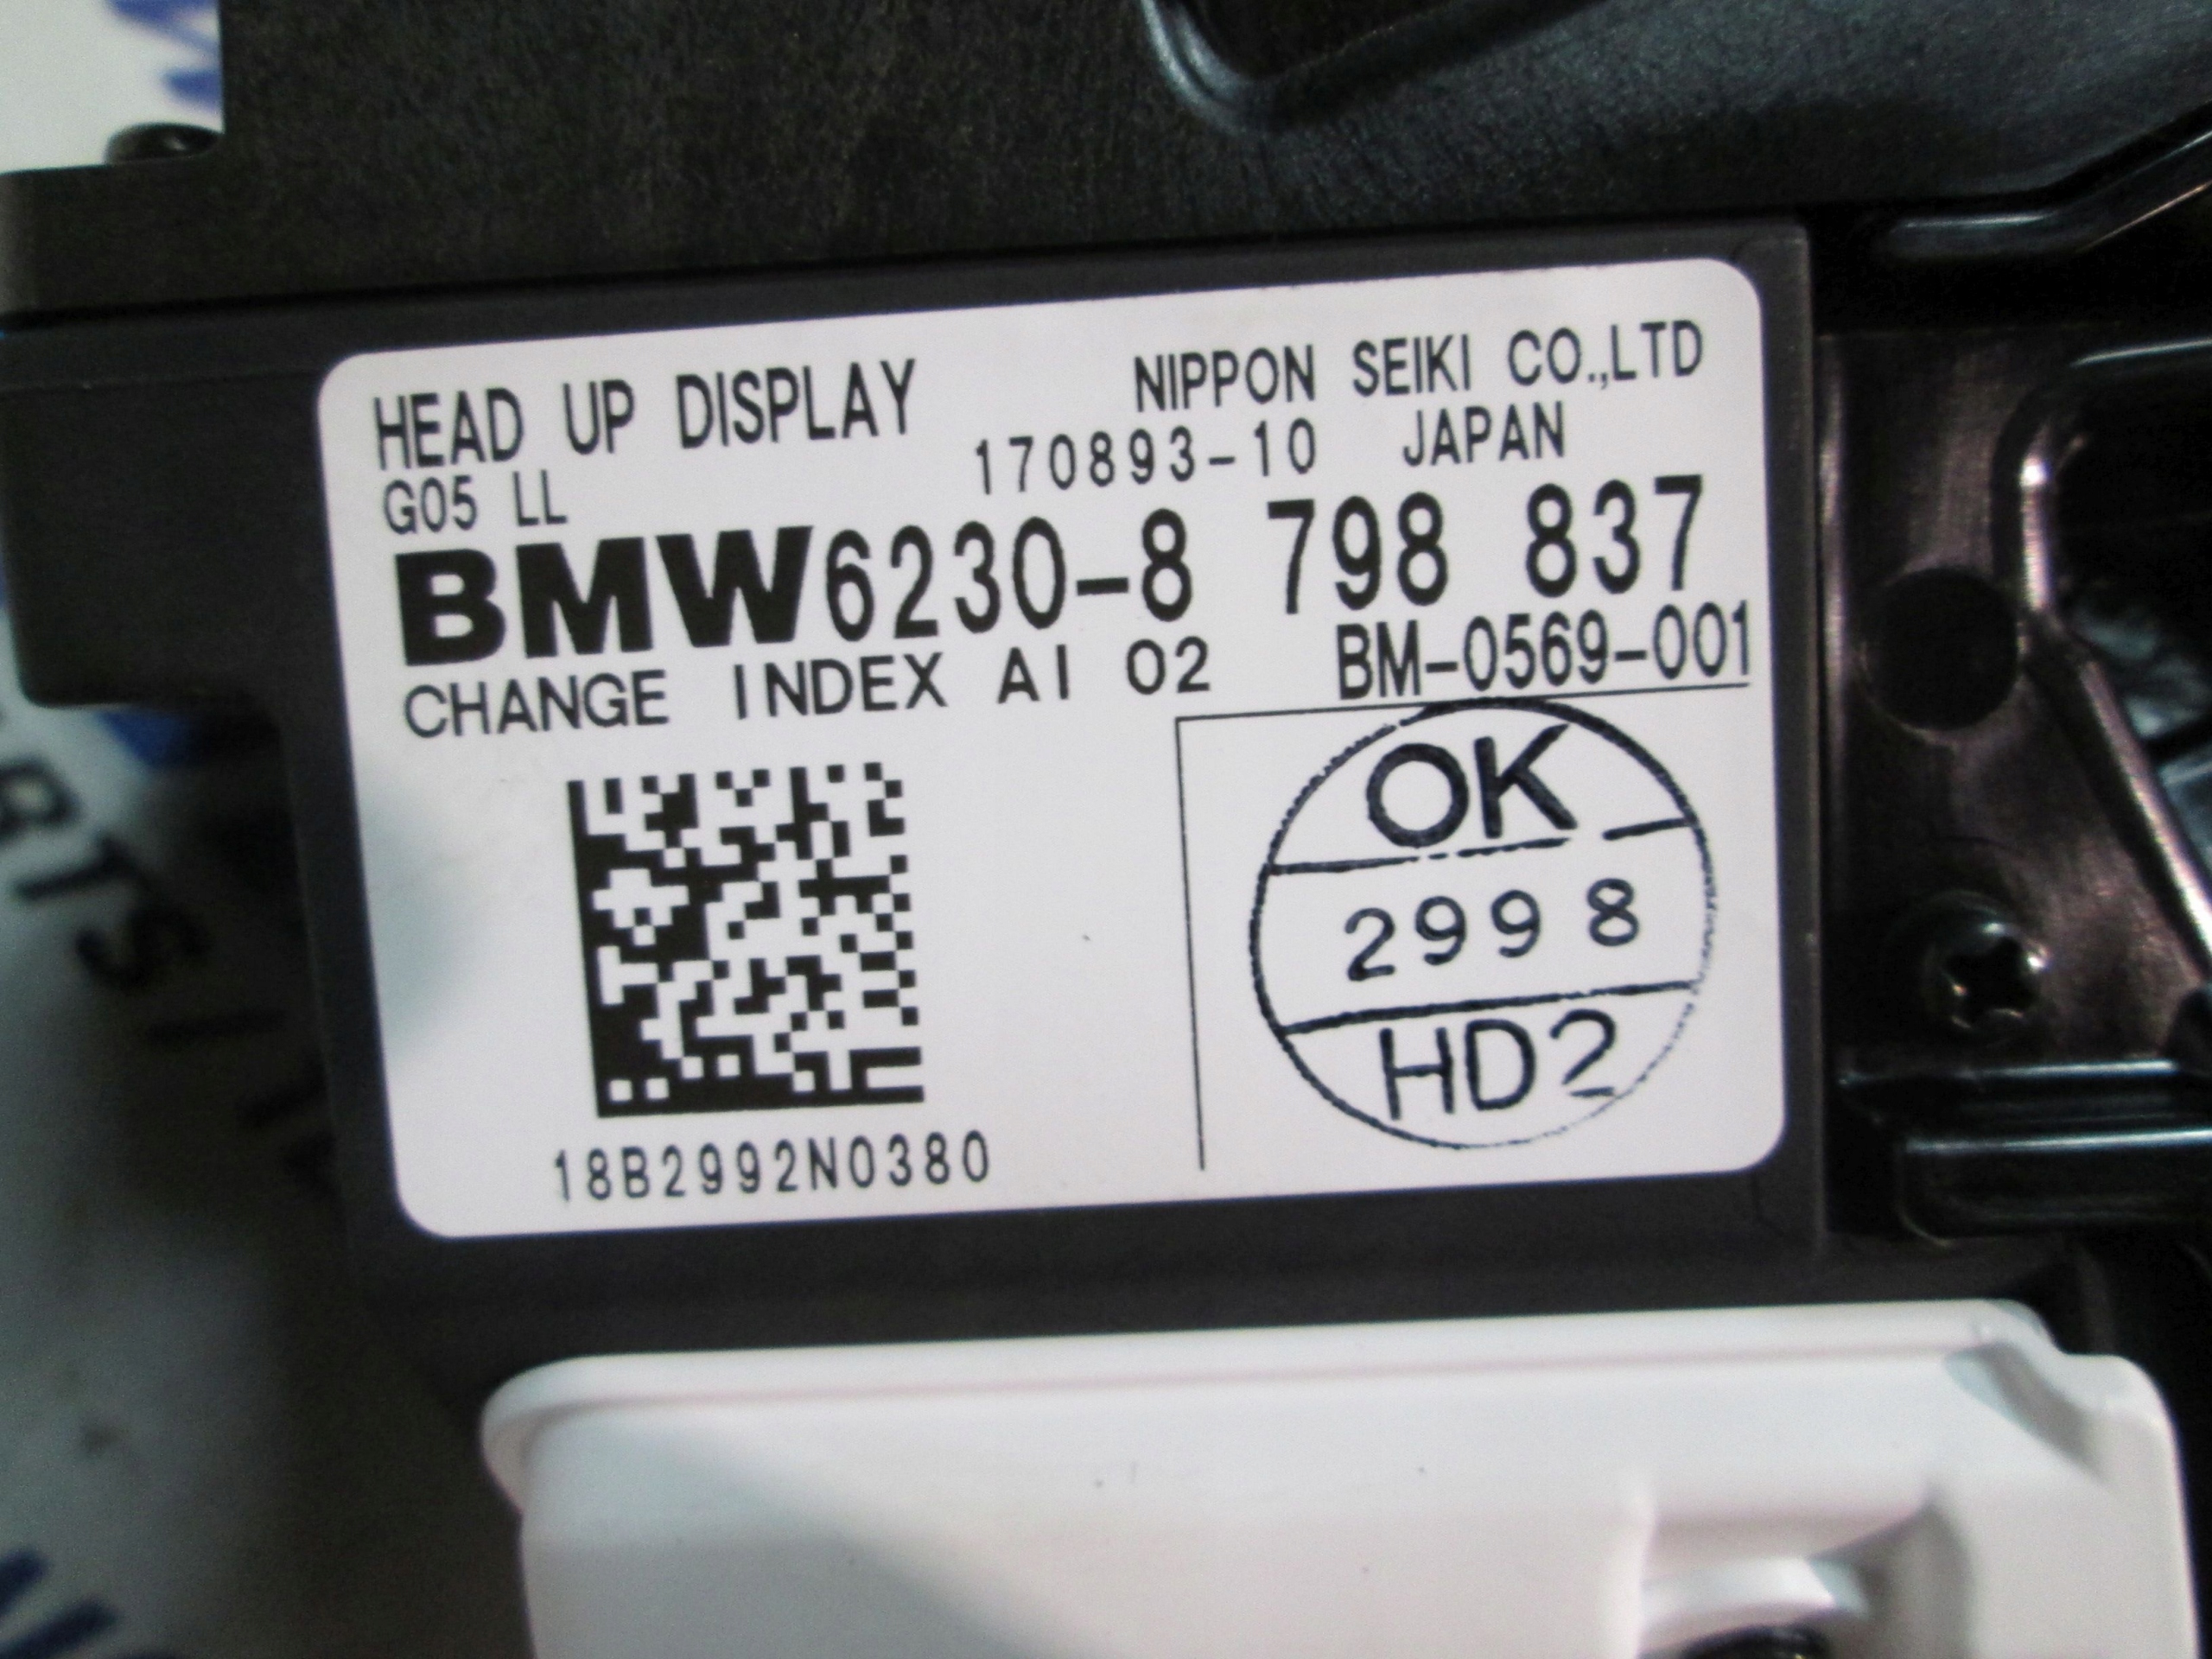 HEAD UP DISPLAY NIPPON SEIKI CO.,LTD
G05 LL 170893-10 JAPAN
BMW6230-8 798 837
CHANGE INDEX AI 02 BM-0569-001
OK
2998
HD2
18B2992N0380